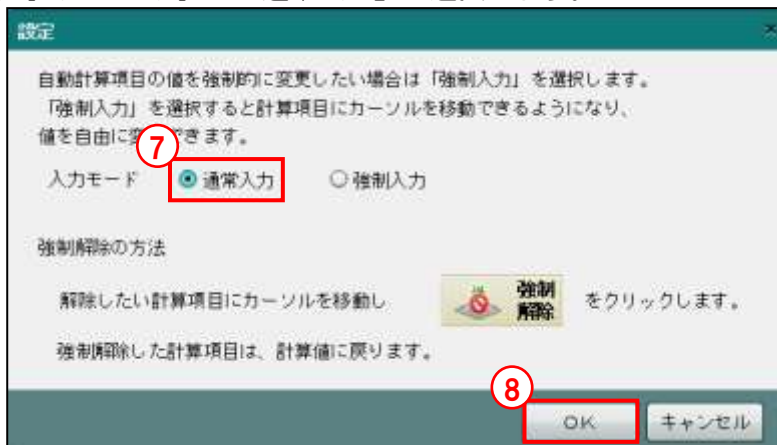 設定
自動計算項目の値を強制的に変更したい場合は「強制入力」を選択します。
「強制入力」を選択すると計算項目にカーソルを移動できるようになり、
値を自由に変できます。
⑦
入力モード 通常入力 強制入力
強制解除の方法
解除したい計算項目にカーソルを移動し 強制解除 をクリックします。
強制解除した計算項目は、計算値に戻ります。
⑧
OK キャンセル